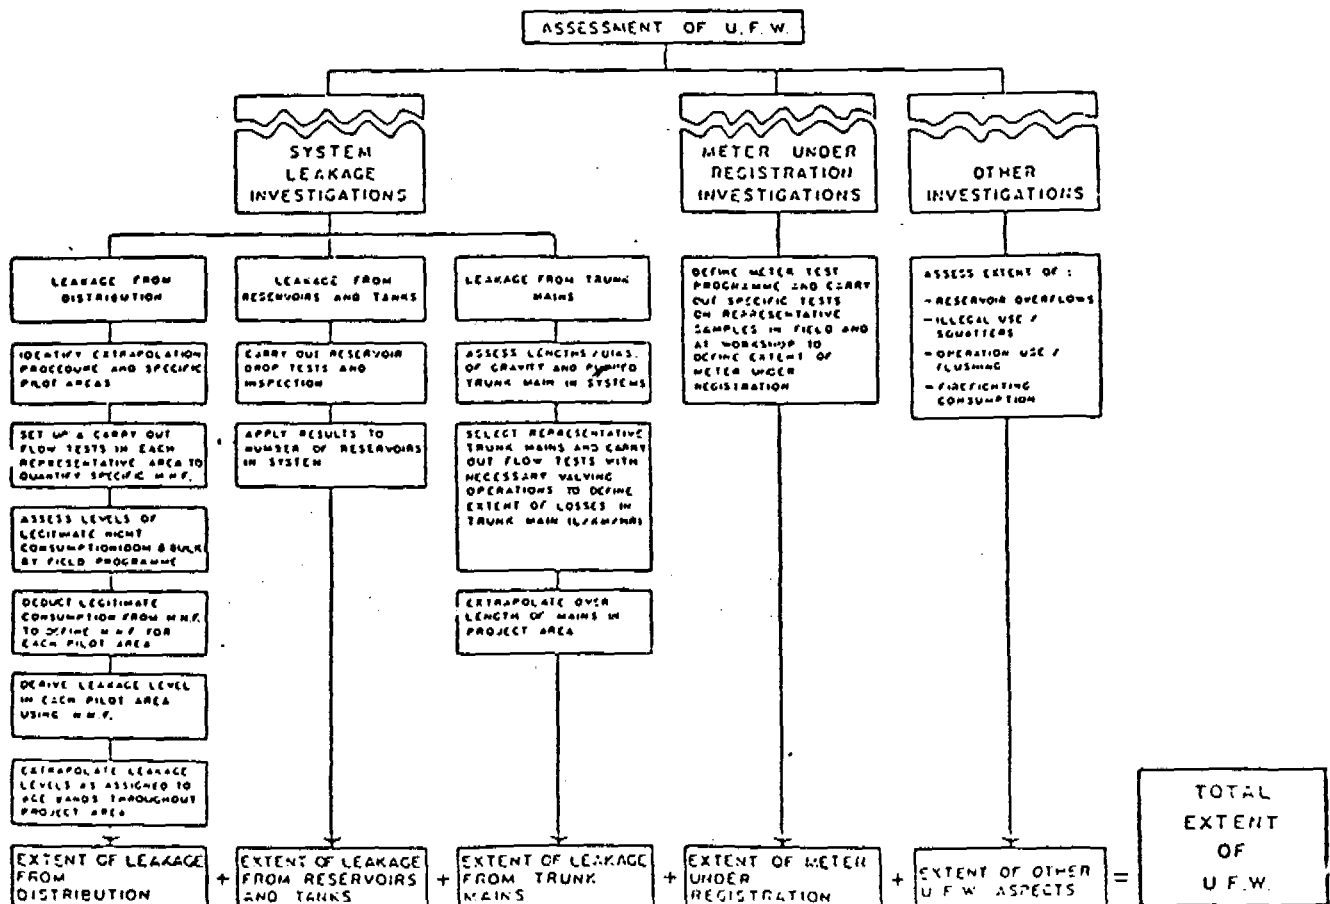 ASSESSMENT OF U.F.W.
SYSTEM
LEAKAGE
INVESTIGATIONS
METER UNDER
REGISTRATION
INVESTIGATIONS
OTHER
INVESTIGATIONS
LEAKAGE FROM
DISTRIBUTION
IDENTIFY EXTRAPOLATION
PROCEDURE AND SPECIFIC
PILOT AREAS
SET UP & CARRY OUT
FLOW TESTS IN EACH
REPRESENTATIVE AREA TO
QUANTIFY SPECIFIC M.N.F.
ASSESS LEVELS OF
LEGITIMATE NIGHT
CONSUMPTION(DOM & BULK
BY FIELD PROGRAMME
DEDUCT LEGITIMATE
CONSUMPTION FROM M.N.F.
TO DEFINE FOR
EACH PILOT AREA
DERIVE LEAKAGE LEVEL
IN EACH PILOT AREA
USING
EXTRAPOLATE LEAKAGE
LEVELS AS ASSIGNED TO
AGE BANDS THROUGHOUT
PROJECT AREA
EXTENT OF LEAKAGE
FROM
DISTRIBUTION
+
LEAKAGE FROM
RESERVOIRS AND TANKS
CARRY OUT RESERVOIR
DROP TESTS AND
INSPECTION
APPLY RESULTS TO
NUMBER OF RESERVOIRS
IN SYSTEM
EXTENT OF LEAKAGE
FROM RESERVOIRS
AND TANKS
+
LEAKAGE FROM TRUNK
MAINS
ASSESS LENGTHS/DIAS.
OF GRAVITY AND PUMPED
TRUNK MAIN IN SYSTEMS
SELECT REPRESENTATIVE
TRUNK MAINS AND CARRY
OUT FLOW TESTS WITH
NECESSARY VALVING
OPERATIONS TO DEFINE
EXTENT OF LOSSES IN
TRUNK MAIN (L/KM/HR)
EXTRAPOLATE OVER
LENGTH OF MAINS IN
PROJECT AREA
EXTENT OF LEAKAGE
FROM TRUNK
MAINS
+
DEFINE METER TEST
PROGRAMME AND CARRY
OUT SPECIFIC TESTS
ON REPRESENTATIVE
SAMPLES IN FIELD AND
AT WORKSHOP TO
DEFINE EXTENT OF
METER UNDER
REGISTRATION
EXTENT OF METER
UNDER
REGISTRATION
+
ASSESS EXTENT OF :
- RESERVOIR OVERFLOWS
- ILLEGAL USE /
SQUATTERS
- OPERATION USE /
FLUSHING
- FIREFIGHTING
CONSUMPTION
EXTENT OF OTHER
U.F.W. ASPECTS
=
TOTAL
EXTENT
OF
U.F.W.